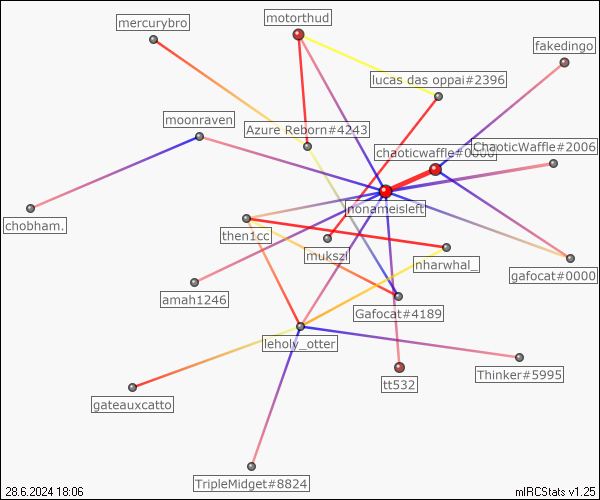 mercurybro
motorthud
fakedingo
lucas das oppai#2396
moonraven
Azure Reborn#4243
chaoticwaffle#0000
ChaoticWaffle#2006
nonameisleft
chobham.
then1cc
mukszi
nharwhal_
gafocat#0000
amah1246
Gafocat#4189
leholy_otter
Thinker#5995
tt532
gateauxcatto
TripleMidget#8824
28.6.2024 18:06
mIRCStats v1.25